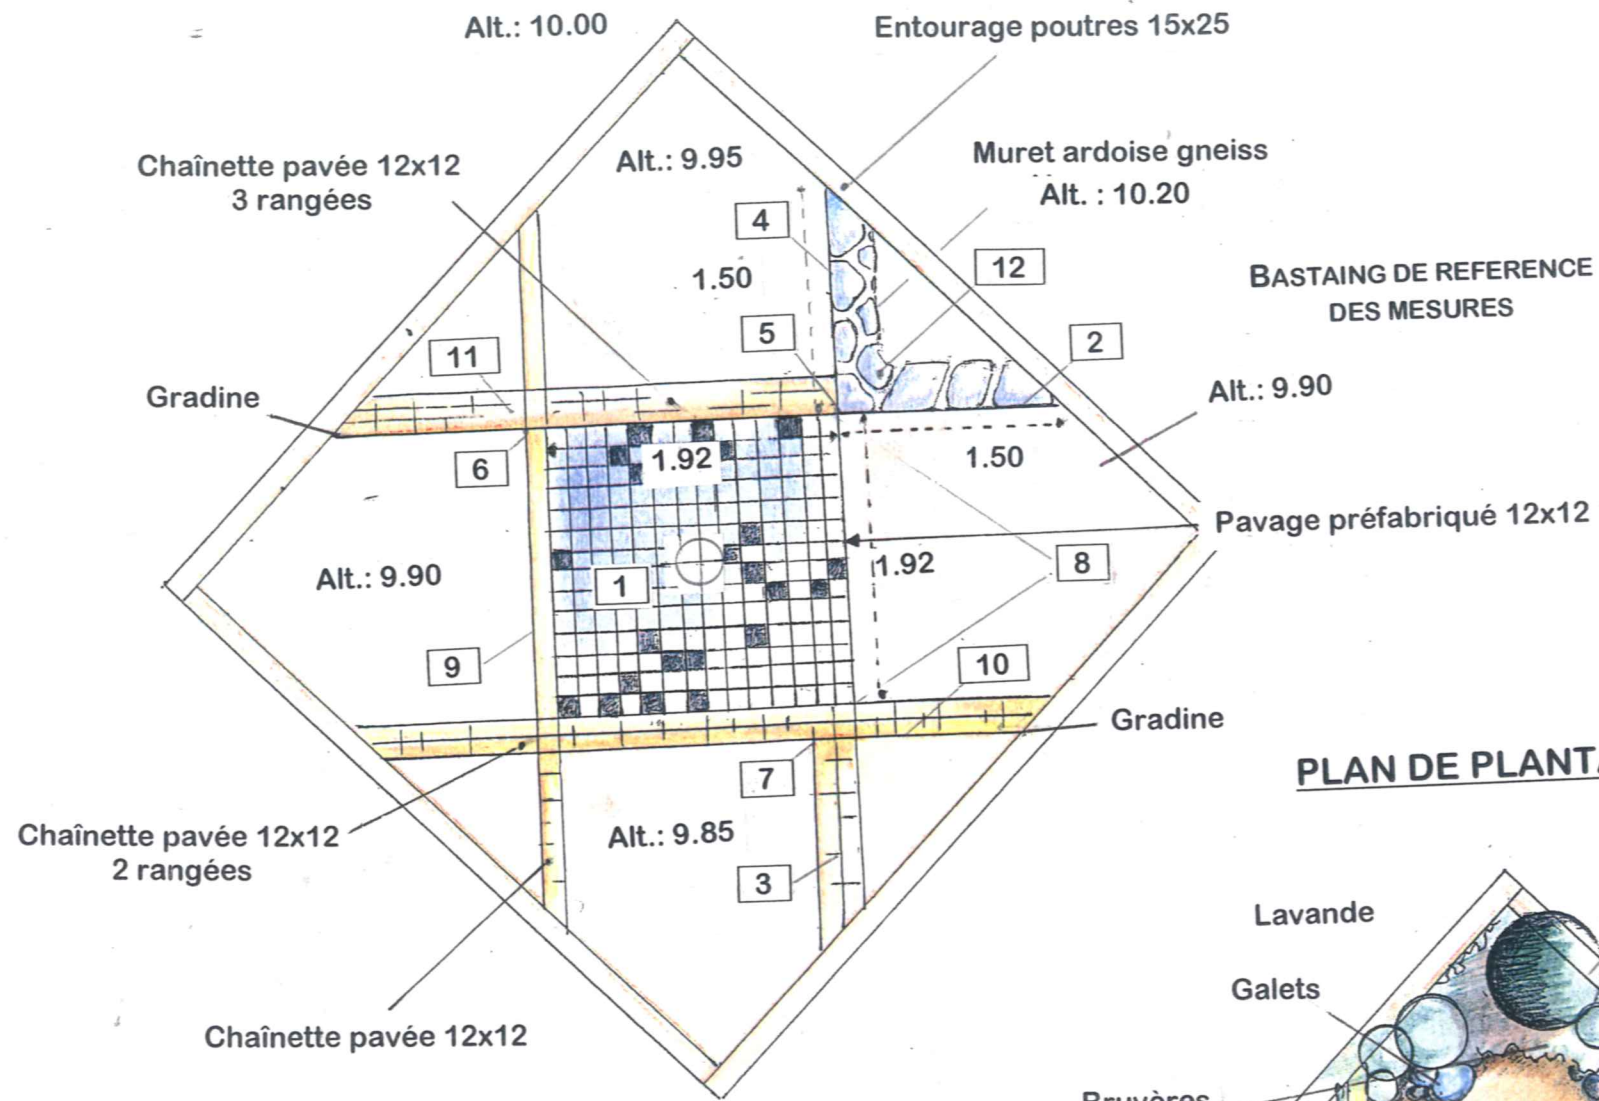 Alt.: 10.00
Entourage poutres 15x25
Chaînette pavée 12x12
3 rangées
Alt.: 9.95
Muret ardoise gneiss
Alt. : 10.20
4
12
1.50
BASTAING DE REFERENCE
DES MESURES
5
2
11
Gradine
Alt.: 9.90
6
1.92
1.50
Pavage préfabriqué 12x12
Alt.: 9.90
1
1.92
8
9
10
Gradine
7
PLAN DE PLANTA
Chaînette pavée 12x12
2 rangées
Alt.: 9.85
3
Lavande
Galets
Chaînette pavée 12x12
Bruyères